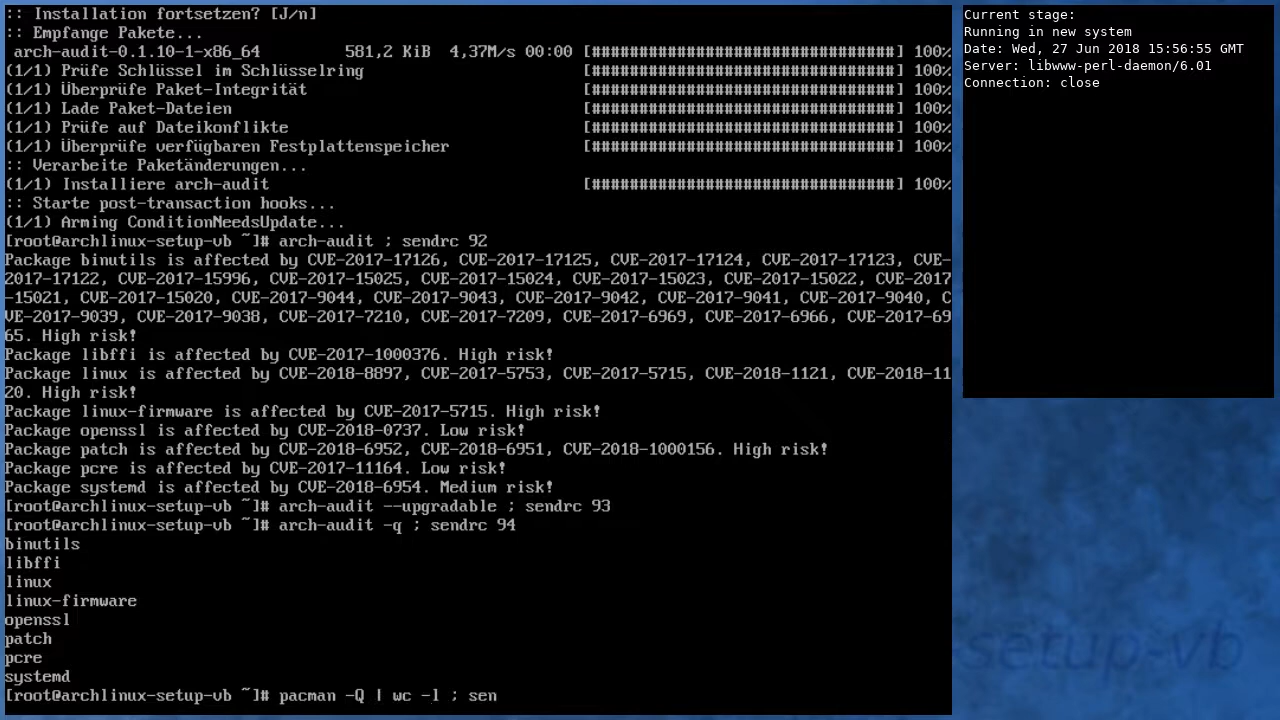 :: Installation fortsetzen? [J/n]
:: Empfange Pakete...
 arch-audit-0.1.10-1-x86_64         581,2 KiB  4,37M/s 00:00 [################################] 100%
(1/1) Prüfe Schlüssel im Schlüsselring                       [################################] 100%
(1/1) Überprüfe Paket-Integrität                             [################################] 100%
(1/1) Lade Paket-Dateien                                     [################################] 100%
(1/1) Prüfe auf Dateikonflikte                               [################################] 100%
(1/1) Überprüfe verfügbaren Festplattenspeicher              [################################] 100%
:: Verarbeite Paketänderungen...
(1/1) Installiere arch-audit                                 [################################] 100%
:: Starte post-transaction hooks...
(1/1) Arming ConditionNeedsUpdate...
[root@archlinux-setup-vb ~]# arch-audit ; sendrc 92
Package binutils is affected by CVE-2017-17126, CVE-2017-17125, CVE-2017-17124, CVE-2017-17123, CVE-
2017-17122, CVE-2017-15996, CVE-2017-15025, CVE-2017-15024, CVE-2017-15023, CVE-2017-15022, CVE-2017
-15021, CVE-2017-15020, CVE-2017-9044, CVE-2017-9043, CVE-2017-9042, CVE-2017-9041, CVE-2017-9040, C
VE-2017-9039, CVE-2017-9038, CVE-2017-7210, CVE-2017-7209, CVE-2017-6969, CVE-2017-6966, CVE-2017-69
65. High risk!
Package libffi is affected by CVE-2017-1000376. High risk!
Package linux is affected by CVE-2018-8897, CVE-2017-5753, CVE-2017-5715, CVE-2018-1121, CVE-2018-11
20. High risk!
Package linux-firmware is affected by CVE-2017-5715. High risk!
Package openssl is affected by CVE-2018-0737. Low risk!
Package patch is affected by CVE-2018-6952, CVE-2018-6951, CVE-2018-1000156. High risk!
Package pcre is affected by CVE-2017-11164. Low risk!
Package systemd is affected by CVE-2018-6954. Medium risk!
[root@archlinux-setup-vb ~]# arch-audit --upgradable ; sendrc 93
[root@archlinux-setup-vb ~]# arch-audit -q ; sendrc 94
binutils
libffi
linux
linux-firmware
openssl
patch
pcre
systemd
[root@archlinux-setup-vb ~]# pacman -Q | wc -l ; sen
Current stage:
Running in new system
Date: Wed, 27 Jun 2018 15:56:55 GMT
Server: libwww-perl-daemon/6.01
Connection: close
setup-vb